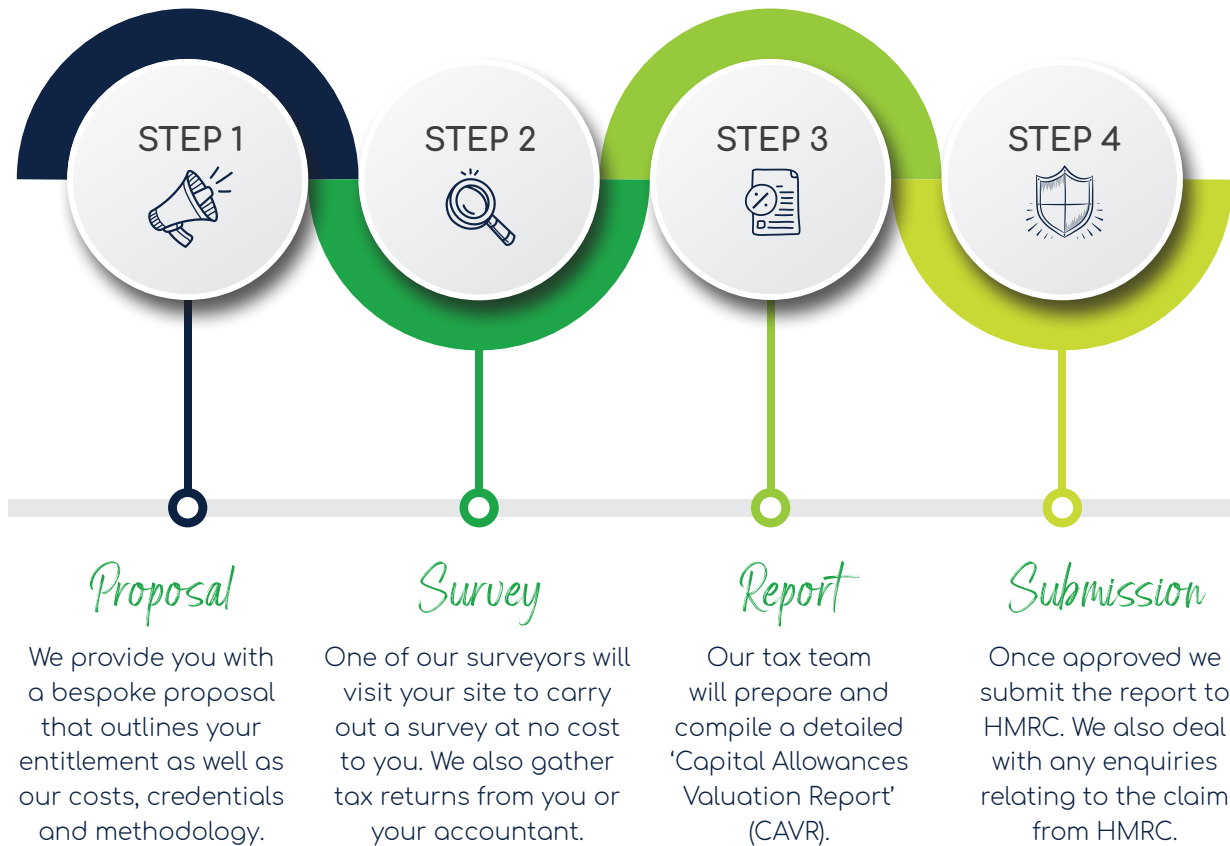 STEP 1
STEP 2
STEP 3
STEP 4
Proposal
We provide you with
a bespoke proposal
that outlines your
entitlement as well as
our costs, credentials
and methodology.
Survey
One of our surveyors will
visit your site to carry
out a survey at no cost
to you. We also gather
tax returns from you or
your accountant.
Report
Our tax team
will prepare and
compile a detailed
‘Capital Allowances
Valuation Report’
(CAVR).
Submission
Once approved we
submit the report to
HMRC. We also deal
with any enquiries
relating to the claim
from HMRC.